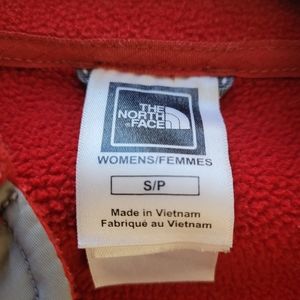 THE
NORTH
FACE
WOMENS/FEMMES
S/P
Made in Vietnam
Fabriqué au Vietnam